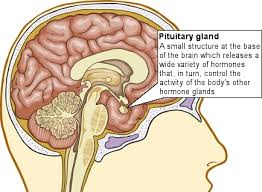 Pituitary gland
A small structure at the base
of the brain which releases a
wide variety of hormones
that, in turn, control the
activity of the body's other
hormone glands.